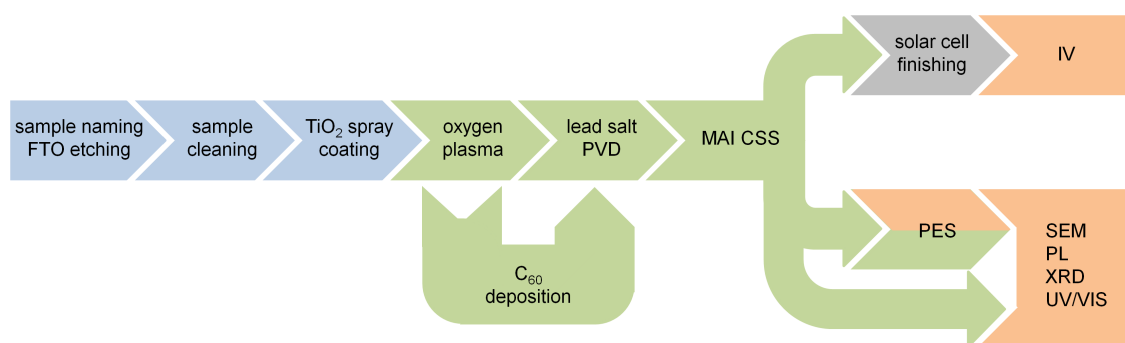 sample naming
FTO etching
sample
cleaning
TiO₂ spray
coating
oxygen
plasma
lead salt
PVD
MAI CSS
C₆₀
deposition
solar cell
finishing
IV
PES
SEM
PL
XRD
UV/VIS